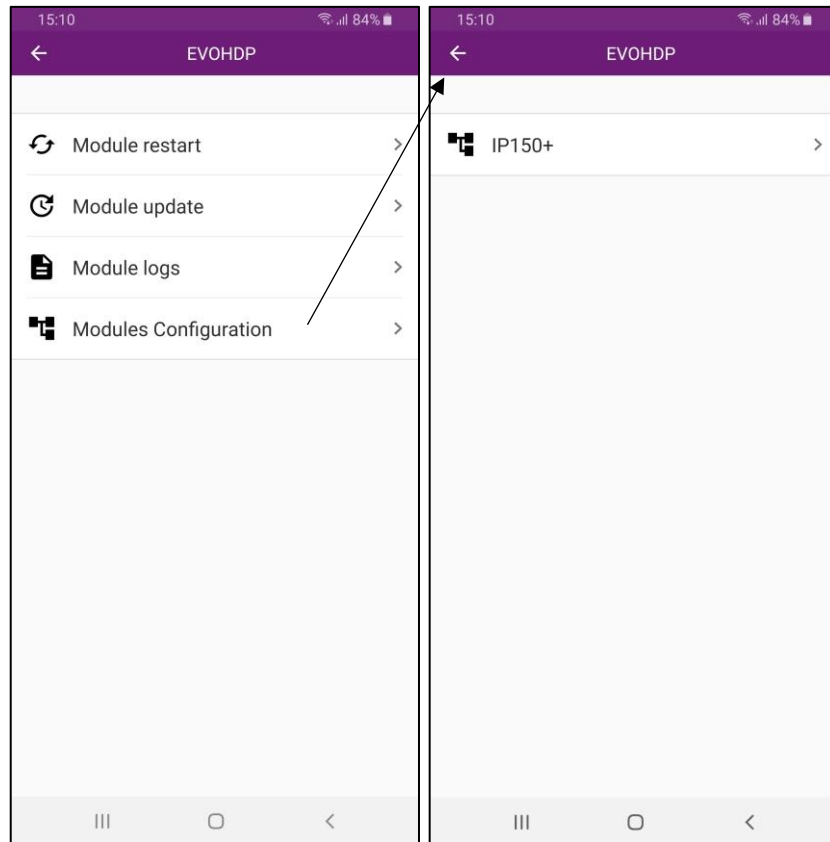 15:10 84%
EVOHDP
Module restart
Module update
Module logs
Modules Configuration
15:10 84%
EVOHDP
IP150+